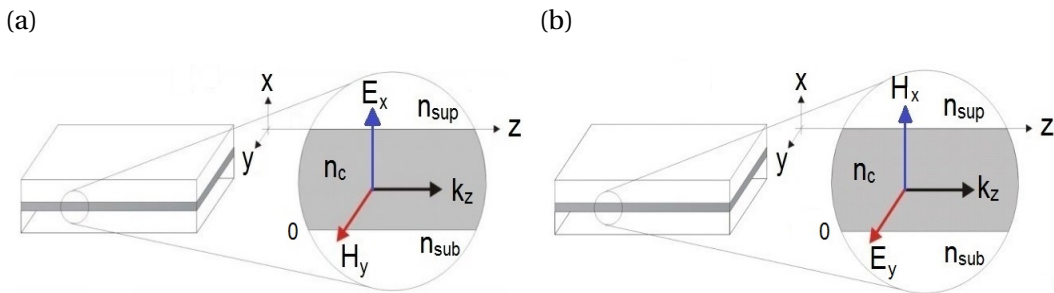 (a)
x
y
z
E_x
n_sup
n_c
k_z
0
H_y
n_sub
(b)
x
y
z
H_x
n_sup
n_c
k_z
0
E_y
n_sub